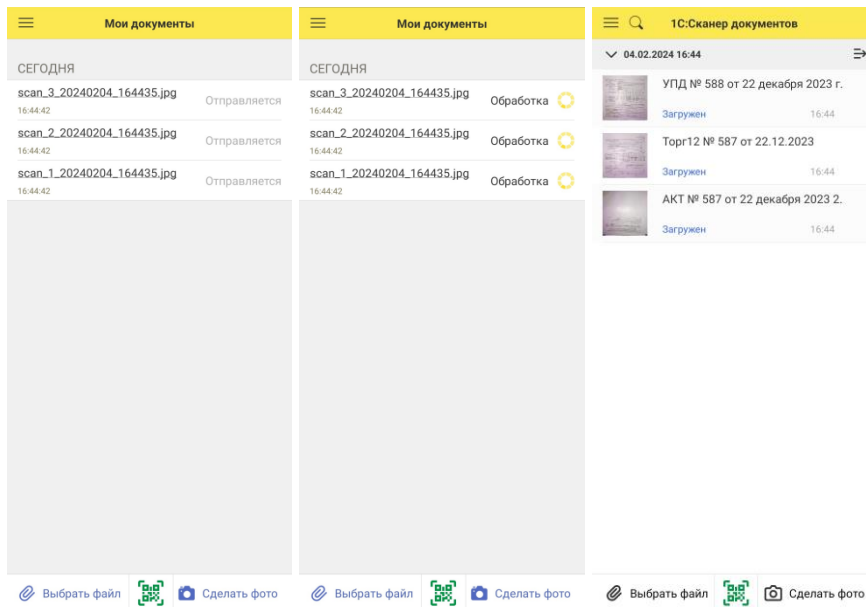 Мои документы
СЕГОДНЯ
scan_3_20240204_164435.jpg
Отправляется
16:44:42
scan_2_20240204_164435.jpg
Отправляется
16:44:42
scan_1_20240204_164435.jpg
Отправляется
16:44:42
Выбрать файл
Сделать фото
Мои документы
СЕГОДНЯ
scan_3_20240204_164435.jpg
Обработка
16:44:42
scan_2_20240204_164435.jpg
Обработка
16:44:42
scan_1_20240204_164435.jpg
Обработка
16:44:42
Выбрать файл
Сделать фото
1С:Сканер документов
04.02.2024 16:44
УПД № 588 от 22 декабря 2023 г.
Загружен 16:44
Торг12 № 587 от 22.12.2023
Загружен 16:44
АКТ № 587 от 22 декабря 2023 2.
Загружен 16:44
Выбрать файл
Сделать фото